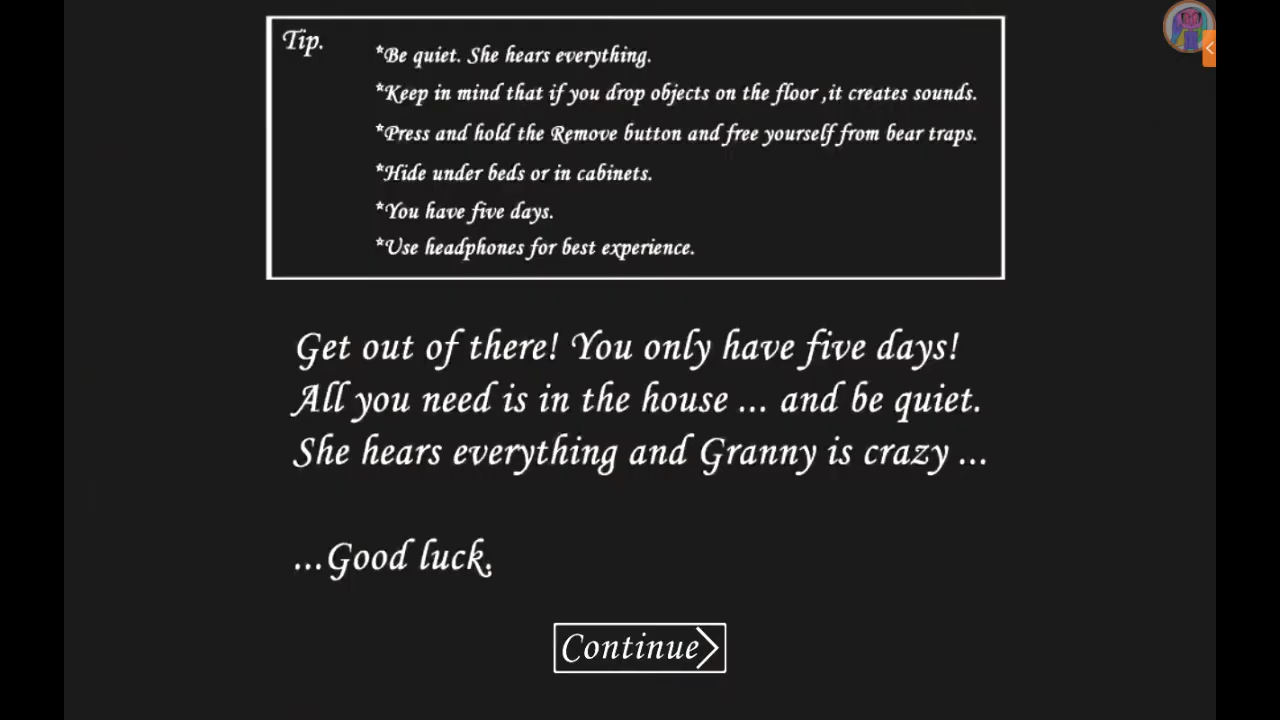 Tip.
*Be quiet. She hears everything.
*Keep in mind that if you drop objects on the floor ,it creates sounds.
*Press and hold the Remove button and free yourself from bear traps.
*Hide under beds or in cabinets.
*You have five days.
*Use headphones for best experience.
Get out of there! You only have five days!
All you need is in the house ... and be quiet.
She hears everything and Granny is crazy ...
...Good luck.
Continue